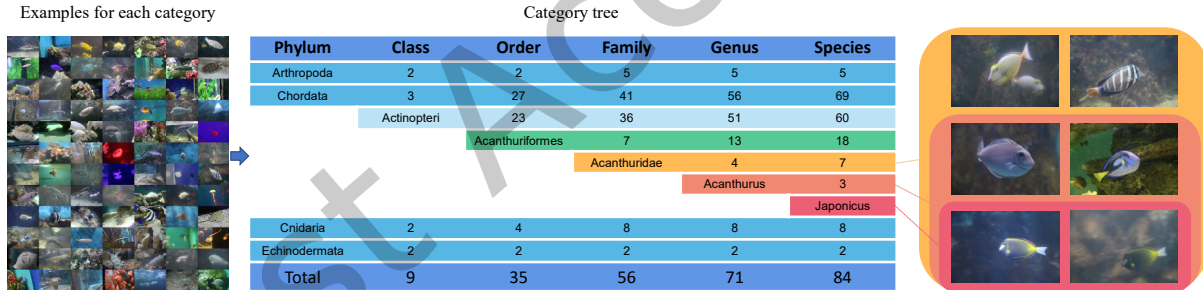 Examples for each category
Category tree
Phylum Class Order Family Genus Species
Arthropoda 2 2 5 5 5
Chordata 3 27 41 56 69
Actinopteri 23 36 51 60
Acanthuriformes 7 13 18
Acanthuridae 4 7
Acanthurus 3
Japonicus
Cnidaria 2 4 8 8 8
Echinodermata 2 2 2 2 2
Total 9 35 56 71 84